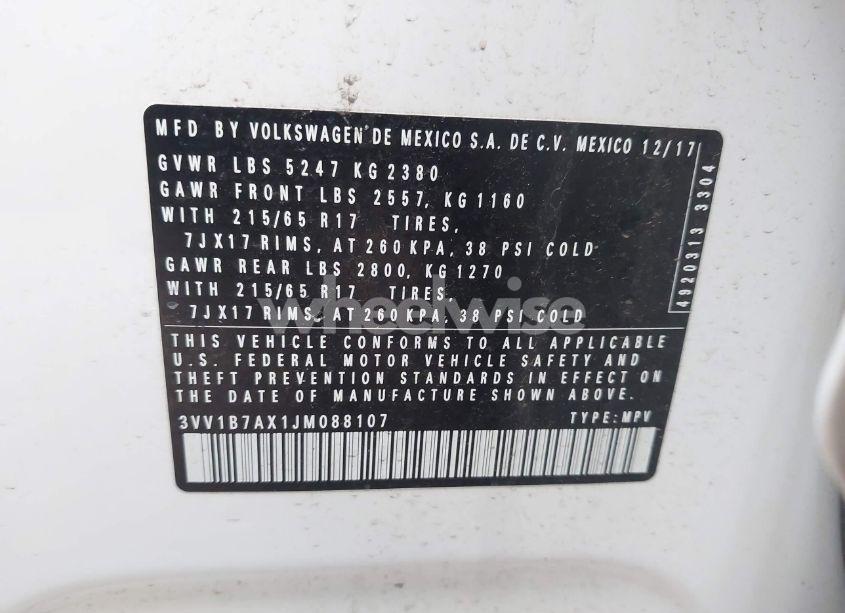 MFD BY VOLKSWAGEN DE MEXICO S.A. DE C.V. MEXICO 12/17
GVWR LBS 5247 KG 2380
GAWR FRONT LBS 2557, KG 1160
WITH 215/65 R17 TIRES,
7JX17 RIMS, AT 260 KPA, 38 PSI COLD
GAWR REAR LBS 2800, KG 1270
WITH 215/65 R17 TIRES,
7JX17 RIMS, AT 260 KPA, 38 PSI COLD
THIS VEHICLE CONFORMS TO ALL APPLICABLE
U.S. FEDERAL MOTOR VEHICLE SAFETY AND
THEFT PREVENTION STANDARDS IN EFFECT ON
THE DATE OF MANUFACTURE SHOWN ABOVE.
3VV1B7AX1JM088107 TYPE: MPV
4920313 3304
wheelwise